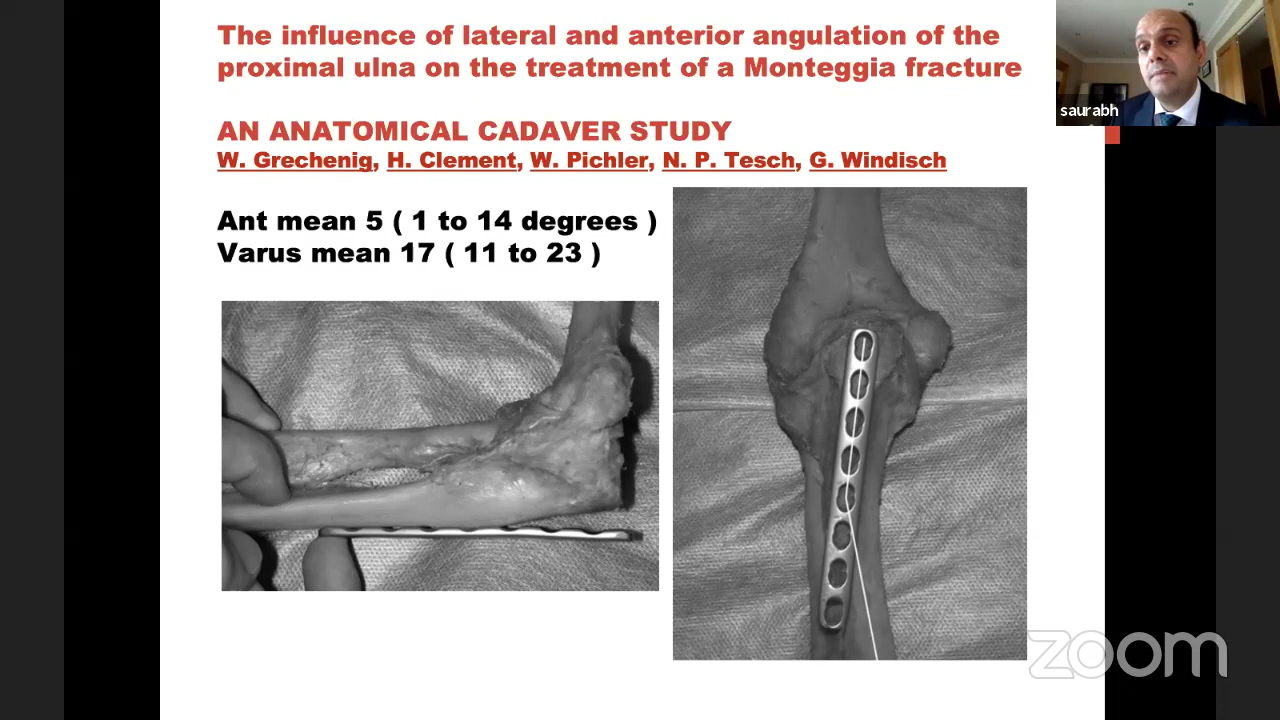 The influence of lateral and anterior angulation of the
proximal ulna on the treatment of a Monteggia fracture
AN ANATOMICAL CADAVER STUDY
W. Grechenig, H. Clement, W. Pichler, N. P. Tesch, G. Windisch
Ant mean 5 ( 1 to 14 degrees )
Varus mean 17 ( 11 to 23 )
saurabh
zoom